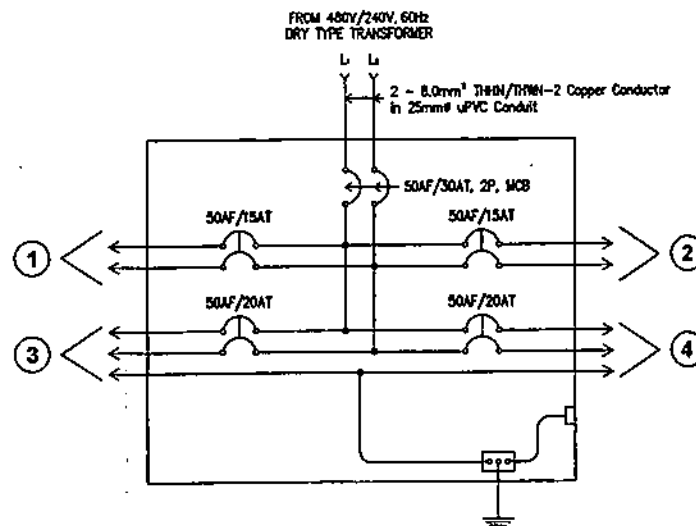 FROM 480V/240V, 60Hz
DRY TYPE TRANSFORMER
L₁ L₂
2 - 8.0mm² THHN/THWN-2 Copper Conductor
in 25mmø uPVC Conduit
50AF/30AT, 2P, MCB
50AF/15AT 50AF/15AT
1 2
50AF/20AT 50AF/20AT
3 4